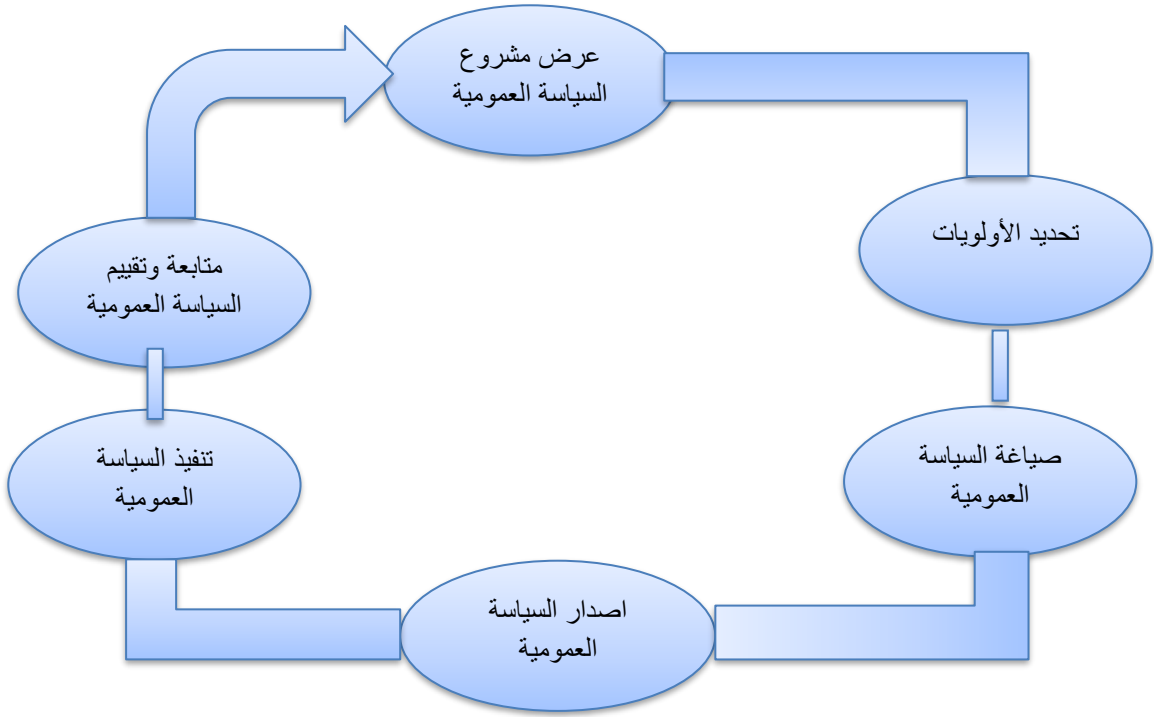 عرض مشروع
السياسة العمومية
تحديد الأولويات
صياغة السياسة
العمومية
اصدار السياسة
العمومية
تنفيذ السياسة
العمومية
متابعة وتقييم
السياسة العمومية